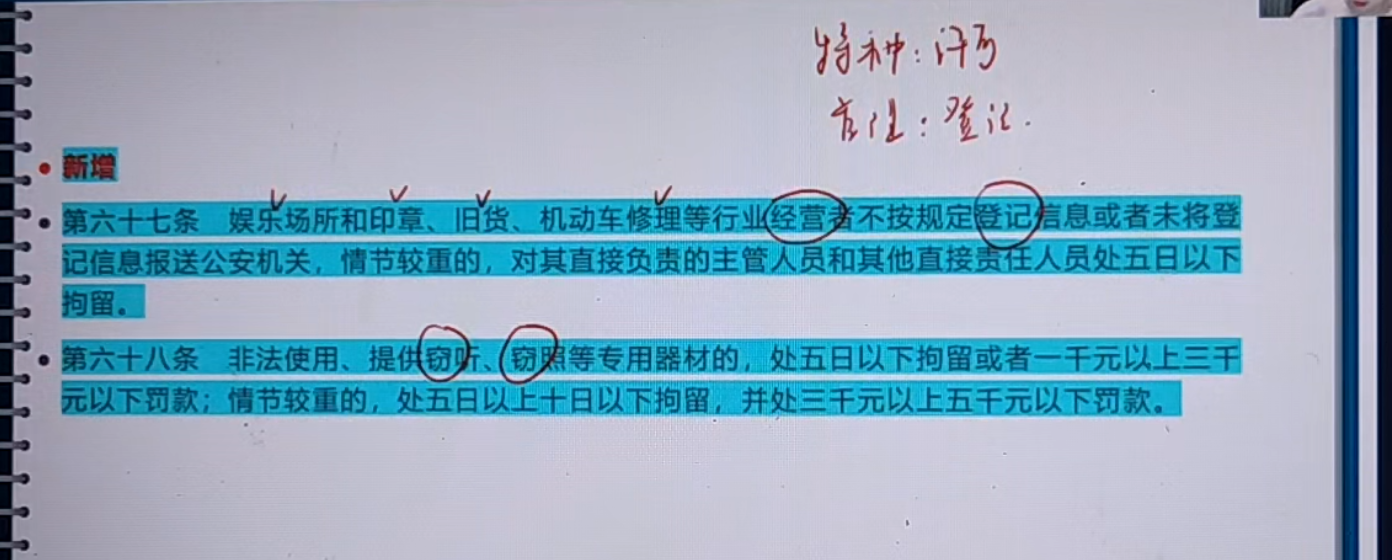 特种：许可
登记.
新增
第六十七条 娱乐场所和印章、旧货、机动车修理等行业经营者不按规定登记信息或者未将登
记信息报送公安机关，情节较重的，对其直接负责的主管人员和其他直接责任人员处五日以下
拘留。
第六十八条 非法使用、提供窃听、窃照等专用器材的，处五日以下拘留或者一千元以上三千
元以下罚款；情节较重的，处五日以上十日以下拘留，并处三千元以上五千元以下罚款。